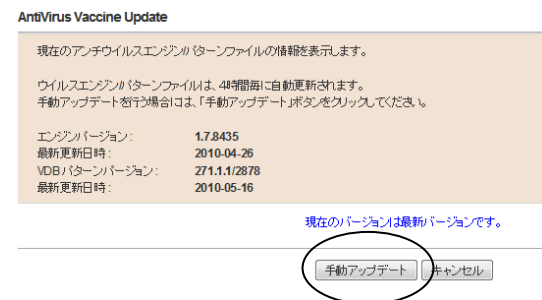 AntiVirus Vaccine Update
現在のアンチウイルスエンジン/パターンファイルの情報を表示します。
ウイルスエンジン/パターンファイルは、4時間毎に自動更新されます。
手動アップデートを行う場合には、「手動アップデート」ボタンをクリックしてください。
エンジンバージョン： 1.7.8435
最新更新日時： 2010-04-26
VDBパターンバージョン： 271.1.1/2878
最新更新日時： 2010-05-16
現在のバージョンは最新バージョンです。
手動アップデート キャンセル